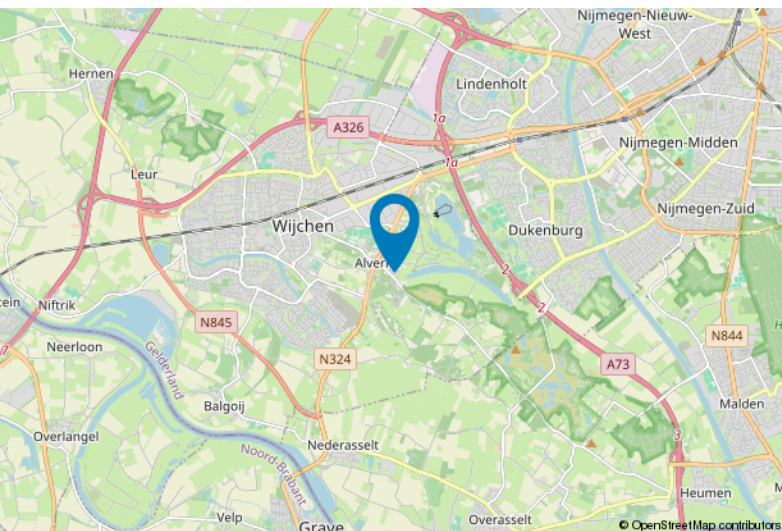 Nijmegen-Nieuw-
West
Hernen
Lindenholt
1a
A326
Nijmegen-Midden
1a
Leur
Nijmegen-Zuid
Wijchen
Dukenburg
Alvern
2
Niftrik
2
N845
N844
Neerloon
Gelderland
N324
A73
Balgoij
Malden
Overlangel
3
Nederasselt
Noord-Brabant
Heumen
Velp
Overasselt
Grave
© OpenStreetMap contributors